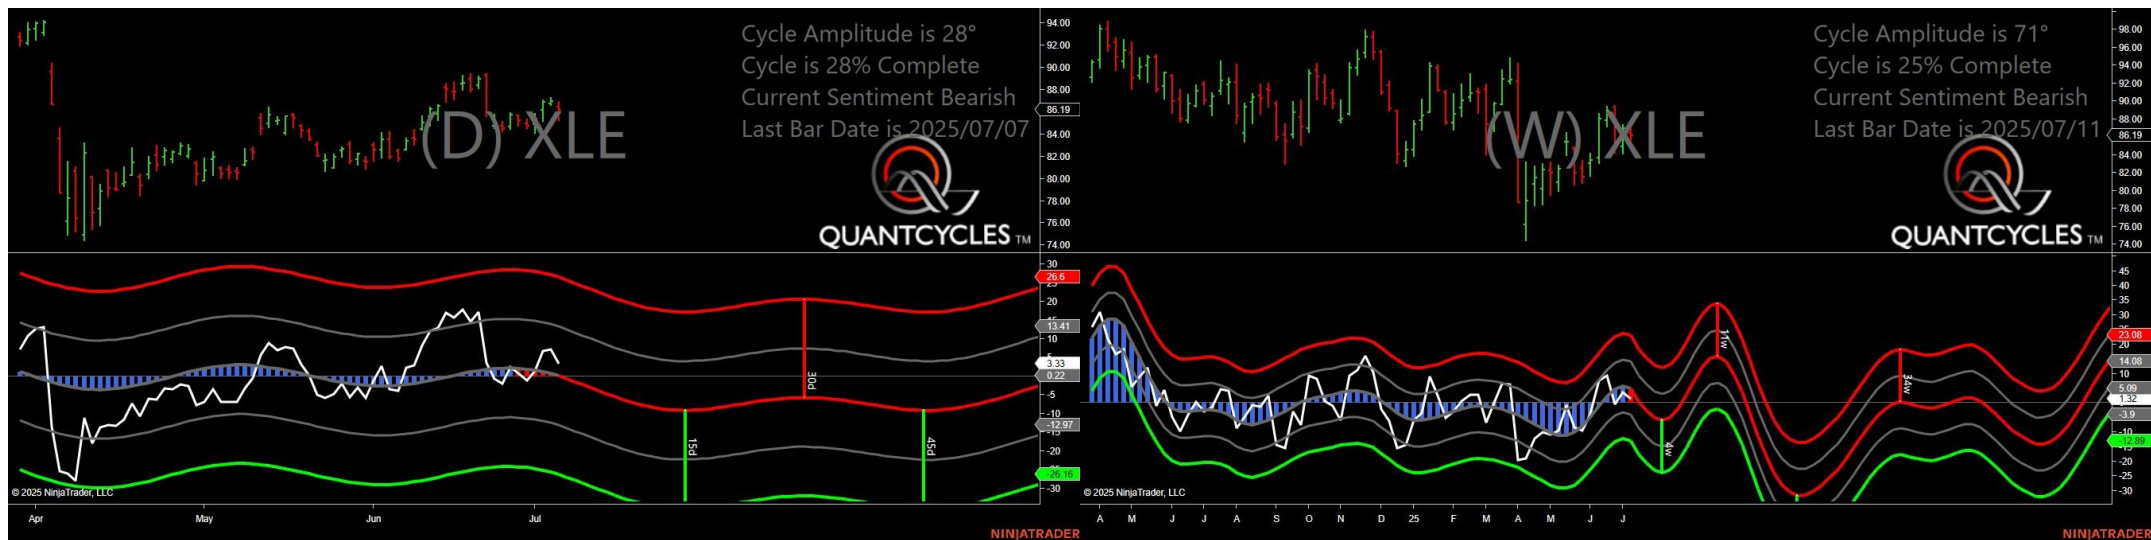 Cycle Amplitude is 28°
Cycle is 28% Complete
Current Sentiment Bearish
Last Bar Date is 2025/07/07
(D) XLE
QUANTCYCLES TM
94.00
92.00
90.00
88.00
86.19
84.00
82.00
80.00
78.00
76.00
74.00
30
26.6
20
13.41
10
3.33
0.22
-5
-10
-12.97
-20
-26.16
-30
15d
30d
45d
© 2025 NinjaTrader, LLC
Apr
May
Jun
Jul
NINJATRADER
Cycle Amplitude is 71°
Cycle is 25% Complete
Current Sentiment Bearish
Last Bar Date is 2025/07/11
(W) XLE
QUANTCYCLES TM
98.00
96.00
94.00
92.00
90.00
88.00
86.19
84.00
82.00
80.00
78.00
76.00
74.00
45
35
30
23.08
20
14.08
10
5.09
1.32
-3.9
-12.89
-20
-25
-30
4w
11w
34w
© 2025 NinjaTrader, LLC
A M J J A S O N D 25 F M A M J J
NINJATRADER